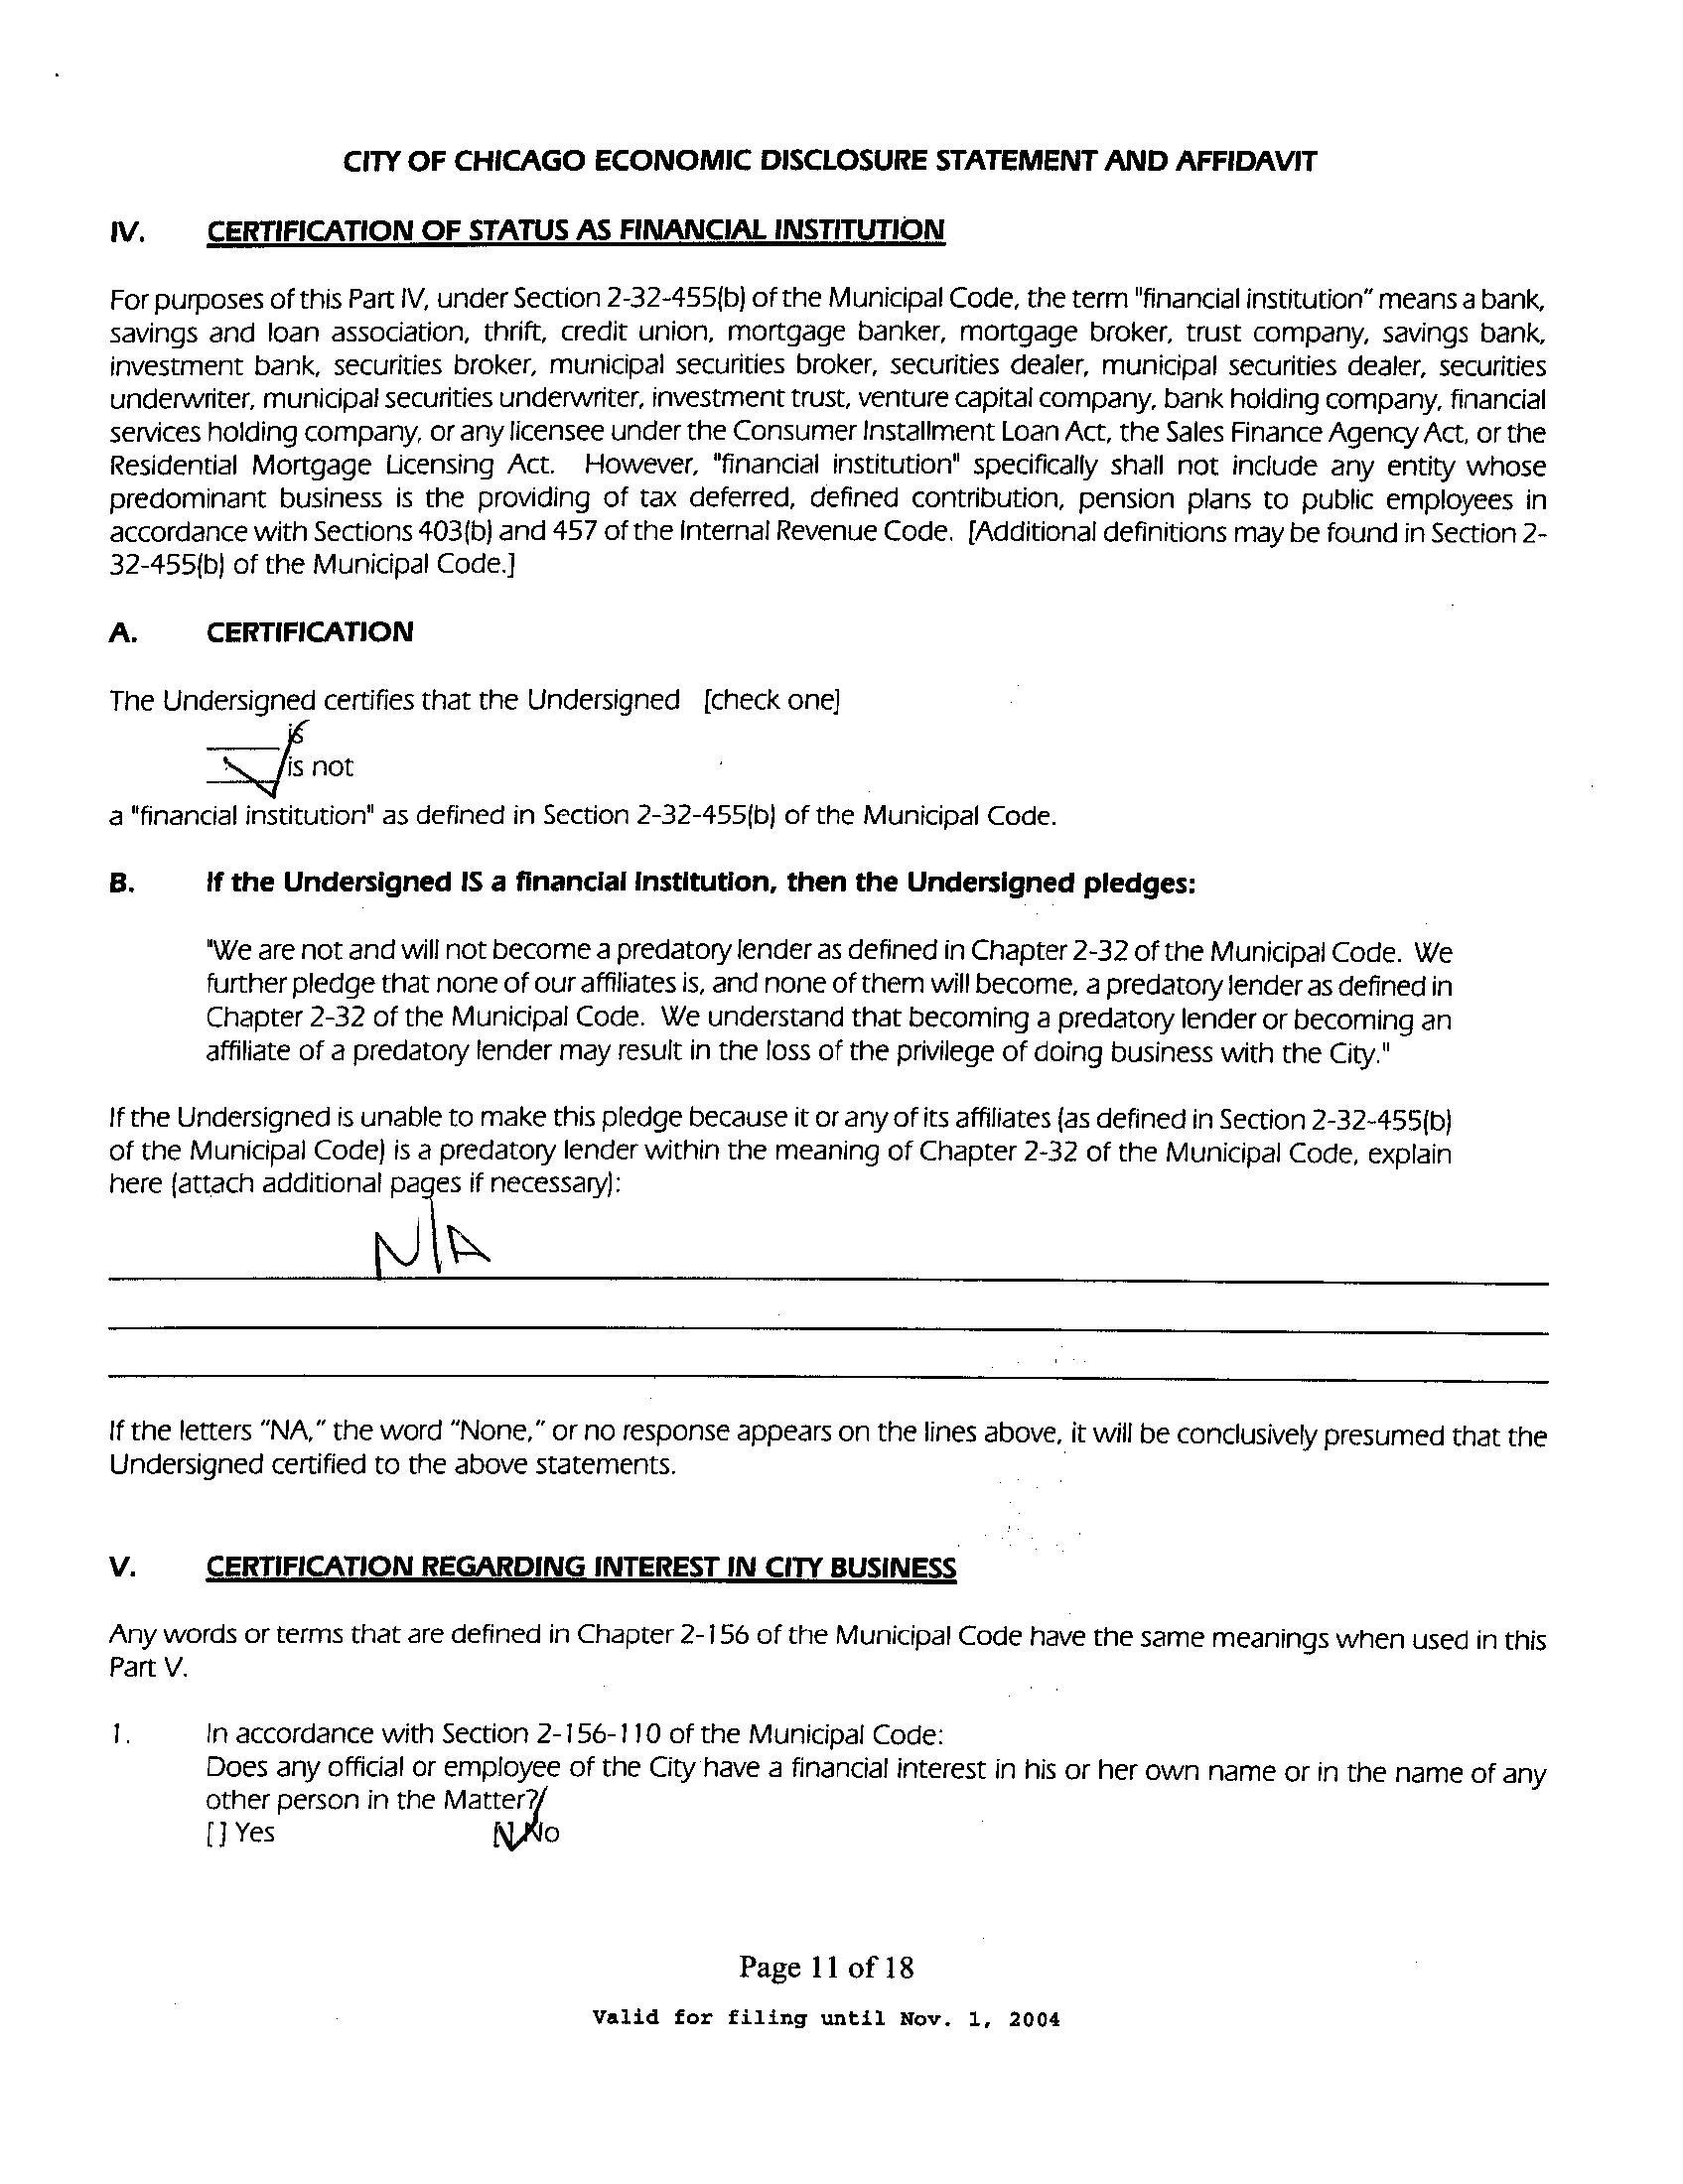 CITY OF CHICAGO ECONOMIC DISCLOSURE STATEMENT AND AFFIDAVIT
IV. CERTIFICATION OF STATUS AS FINANCIAL INSTITUTION
For purposes of this Part IV, under Section 2-32-455(b) of the Municipal Code, the term "financial institution" means a bank,
savings and loan association, thrift, credit union, mortgage banker, mortgage broker, trust company, savings bank,
investment bank, securities broker, municipal securities broker, securities dealer, municipal securities dealer, securities
underwriter, municipal securities underwriter, investment trust, venture capital company, bank holding company, financial
services holding company, or any licensee under the Consumer Installment Loan Act, the Sales Finance Agency Act, or the
Residential Mortgage Licensing Act. However, "financial institution" specifically shall not include any entity whose
predominant business is the providing of tax deferred, defined contribution, pension plans to public employees in
accordance with Sections 403(b) and 457 of the Internal Revenue Code. [Additional definitions may be found in Section 2-
32-455(b) of the Municipal Code.]
A. CERTIFICATION
The Undersigned certifies that the Undersigned [check one]
is
is not
a "financial institution" as defined in Section 2-32-455(b) of the Municipal Code.
B. If the Undersigned IS a financial institution, then the Undersigned pledges:
"We are not and will not become a predatory lender as defined in Chapter 2-32 of the Municipal Code. We
further pledge that none of our affiliates is, and none of them will become, a predatory lender as defined in
Chapter 2-32 of the Municipal Code. We understand that becoming a predatory lender or becoming an
affiliate of a predatory lender may result in the loss of the privilege of doing business with the City."
If the Undersigned is unable to make this pledge because it or any of its affiliates (as defined in Section 2-32-455(b)
of the Municipal Code) is a predatory lender within the meaning of Chapter 2-32 of the Municipal Code, explain
here (attach additional pages if necessary):
N/A
If the letters "NA," the word "None," or no response appears on the lines above, it will be conclusively presumed that the
Undersigned certified to the above statements.
V. CERTIFICATION REGARDING INTEREST IN CITY BUSINESS
Any words or terms that are defined in Chapter 2-156 of the Municipal Code have the same meanings when used in this
Part V.
1. In accordance with Section 2-156-110 of the Municipal Code:
Does any official or employee of the City have a financial interest in his or her own name or in the name of any
other person in the Matter?
[] Yes [] No
Page 11 of 18
Valid for filing until Nov. 1, 2004